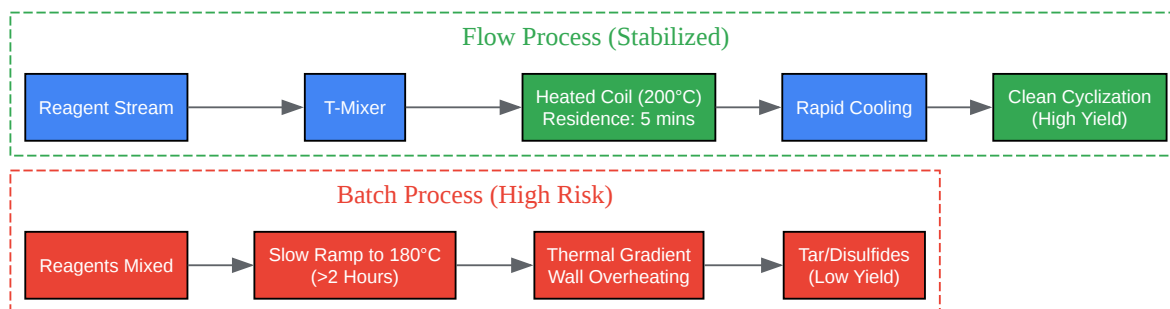 Flow Process (Stabilized)
Reagent Stream
T-Mixer
Heated Coil (200°C)
Residence: 5 mins
Rapid Cooling
Clean Cyclization
(High Yield)
Batch Process (High Risk)
Reagents Mixed
Slow Ramp to 180°C
(>2 Hours)
Thermal Gradient
Wall Overheating
Tar/Disulfides
(Low Yield)